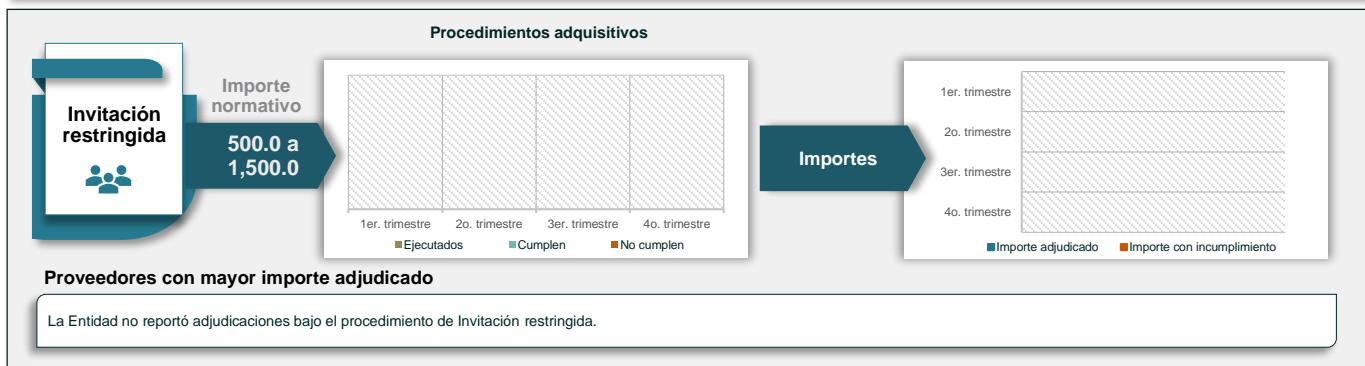 Procedimientos adquisitivos
Invitación
restringida
Importe
normativo
500.0 a
1,500.0
1er. trimestre
2o. trimestre
3er. trimestre
4o. trimestre
Ejecutados
Cumplen
No cumplen
Importes
1er. trimestre
2o. trimestre
3er. trimestre
4o. trimestre
Importe adjudicado
Importe con incumplimiento
Proveedores con mayor importe adjudicado
La Entidad no reportó adjudicaciones bajo el procedimiento de Invitación restringida.